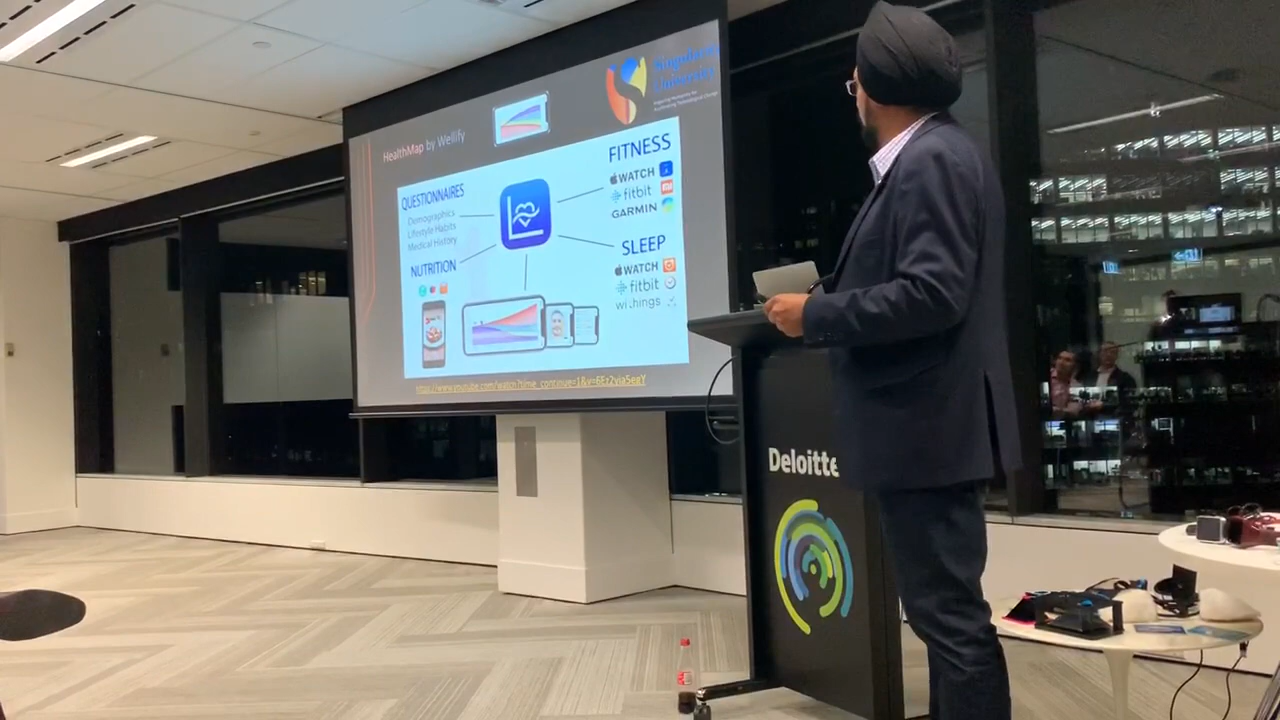 Singularity
University
HealthMap by Wellify
QUESTIONNAIRES
Demographics
Lifestyle Habits
Medical History
NUTRITION
FITNESS
WATCH
fitbit
GARMIN
SLEEP
WATCH
fitbit
wi..hings
Deloitte